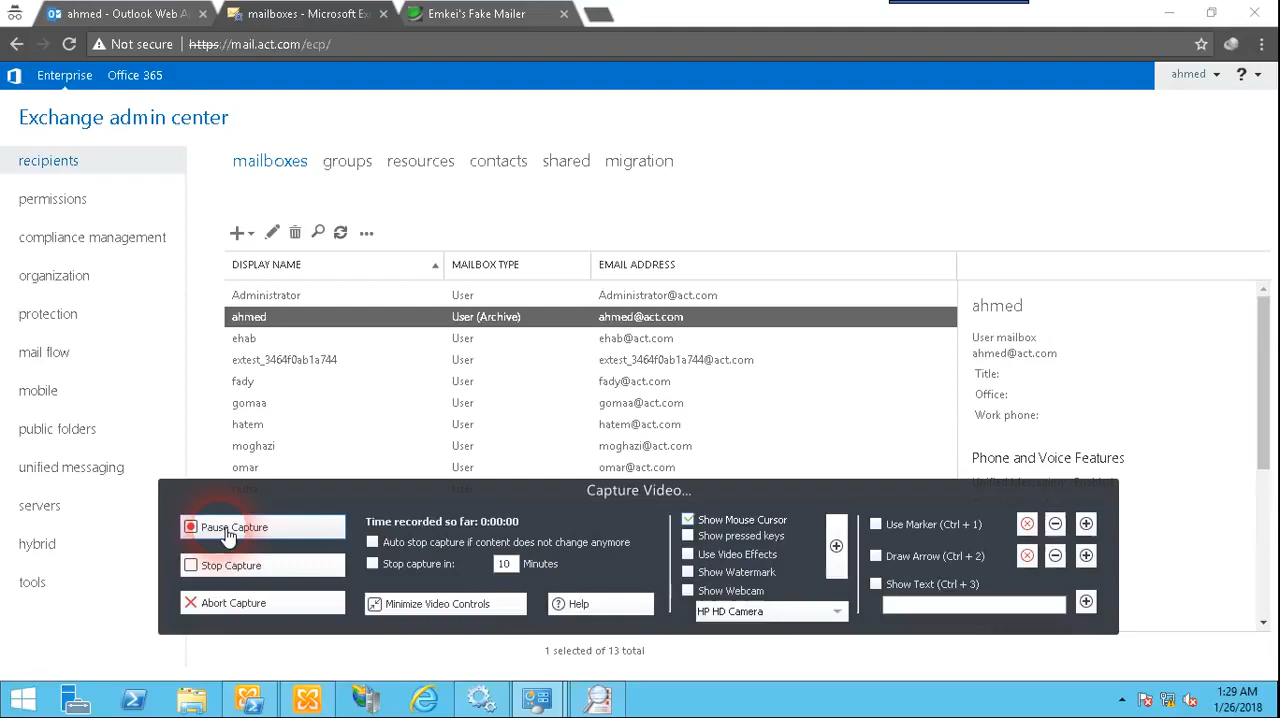 ahmed - Outlook Web A
mailboxes - Microsoft Ex
Emkei's Fake Mailer
Not secure
https://mail.act.com/ecp/
Enterprise
Office 365
ahmed
?
Exchange admin center
recipients
permissions
compliance management
organization
protection
mail flow
mobile
public folders
unified messaging
servers
hybrid
tools
mailboxes groups resources contacts shared migration
DISPLAY NAME MAILBOX TYPE EMAIL ADDRESS
Administrator User Administrator@act.com
ahmed User (Archive) ahmed@act.com
ehab User ehab@act.com
extest_3464f0ab1a744 User extest_3464f0ab1a744@act.com
fady User fady@act.com
gomaa User gomaa@act.com
hatem User hatem@act.com
moghazi User moghazi@act.com
omar User omar@act.com
ahmed
User mailbox
ahmed@act.com
Title:
Office:
Work phone:
Phone and Voice Features
Unified Messaging: Enabled
Capture Video...
Pause Capture
Stop Capture
Abort Capture
Time recorded so far: 0:00:00
Auto stop capture if content does not change anymore
Stop capture in: 10 Minutes
Minimize Video Controls
Help
Show Mouse Cursor
Show pressed keys
Use Video Effects
Show Watermark
Show Webcam
HP HD Camera
Use Marker (Ctrl + 1)
Draw Arrow (Ctrl + 2)
Show Text (Ctrl + 3)
1 selected of 13 total
1:29 AM
1/26/2018